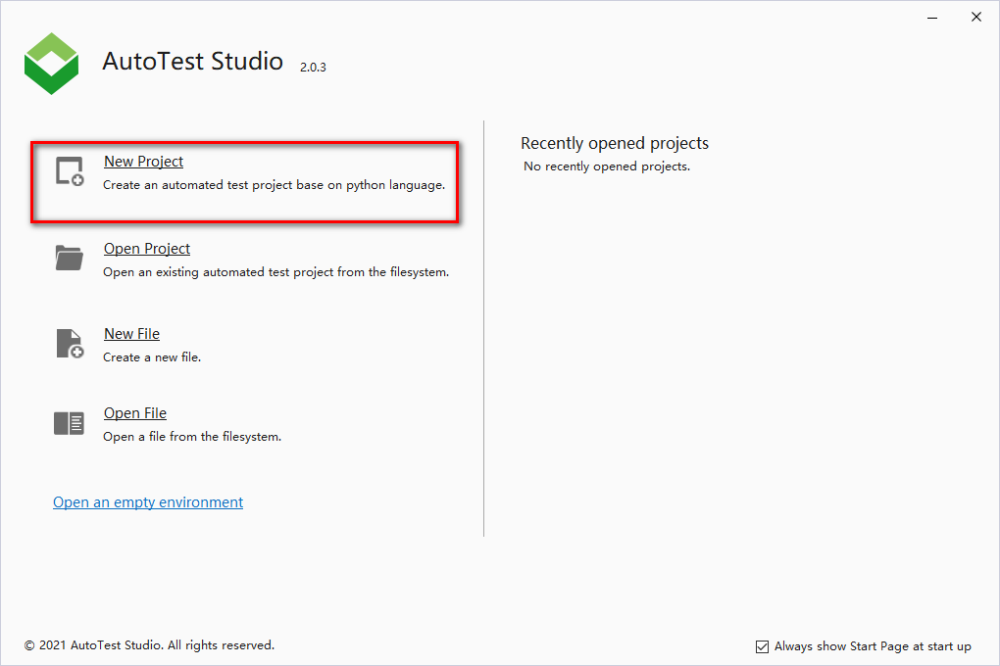 AutoTest Studio 2.0.3
New Project
Create an automated test project base on python language.
Open Project
Open an existing automated test project from the filesystem.
New File
Create a new file.
Open File
Open a file from the filesystem.
Open an empty environment
Recently opened projects
No recently opened projects.
© 2021 AutoTest Studio. All rights reserved.
Always show Start Page at start up